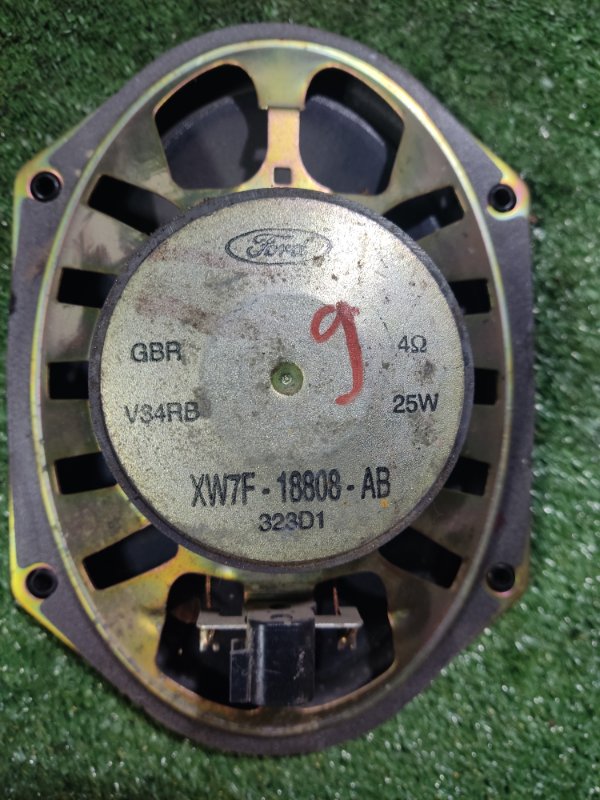 Ford
9
GBR 4Ω
V34RB 25W
XW7F-18808-AB
323D1